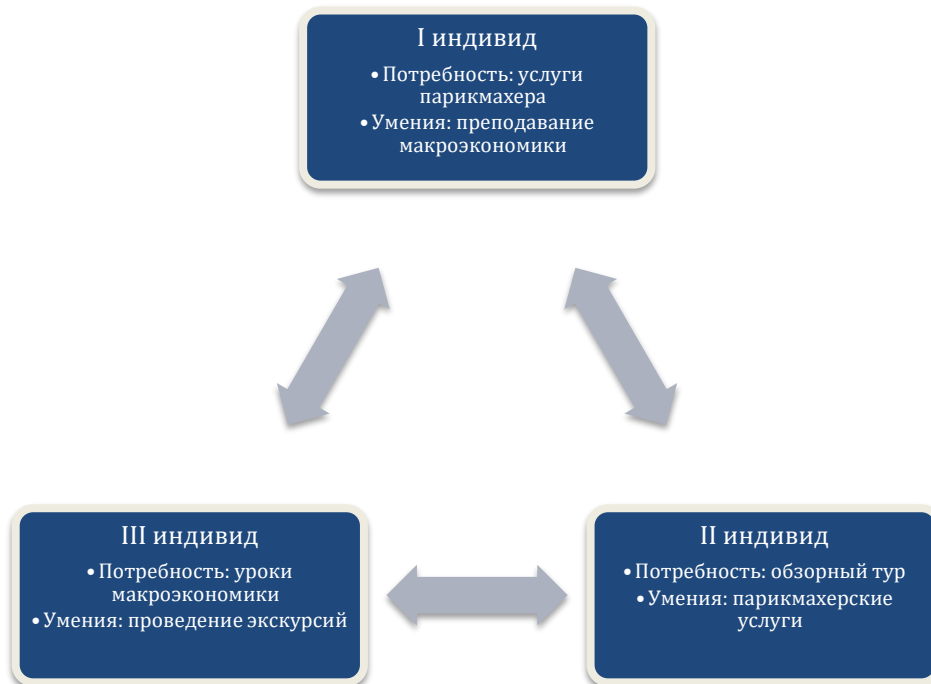 I индивид
• Потребность: услуги
парикмахера
• Умения: преподавание
макроэкономики
III индивид
• Потребность: уроки
макроэкономики
• Умения: проведение экскурсий
II индивид
• Потребность: обзорный тур
• Умения: парикмахерские
услуги